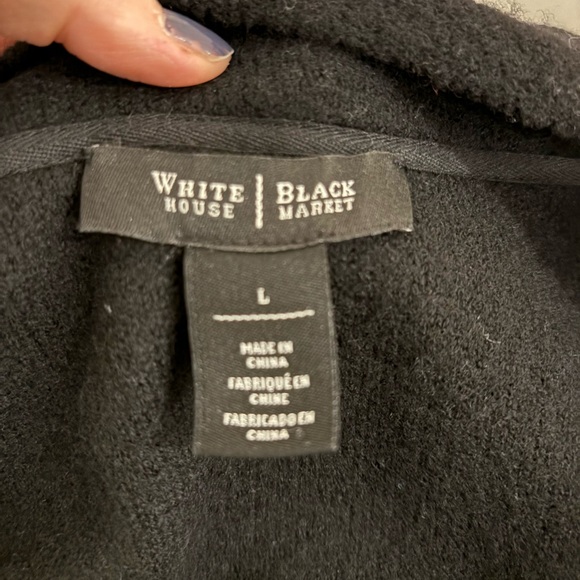 WHITE | BLACK
HOUSE | MARKET
L
MADE IN
CHINA
FABRIQUÉ EN
CHINE
FABRICADO EN
CHINA